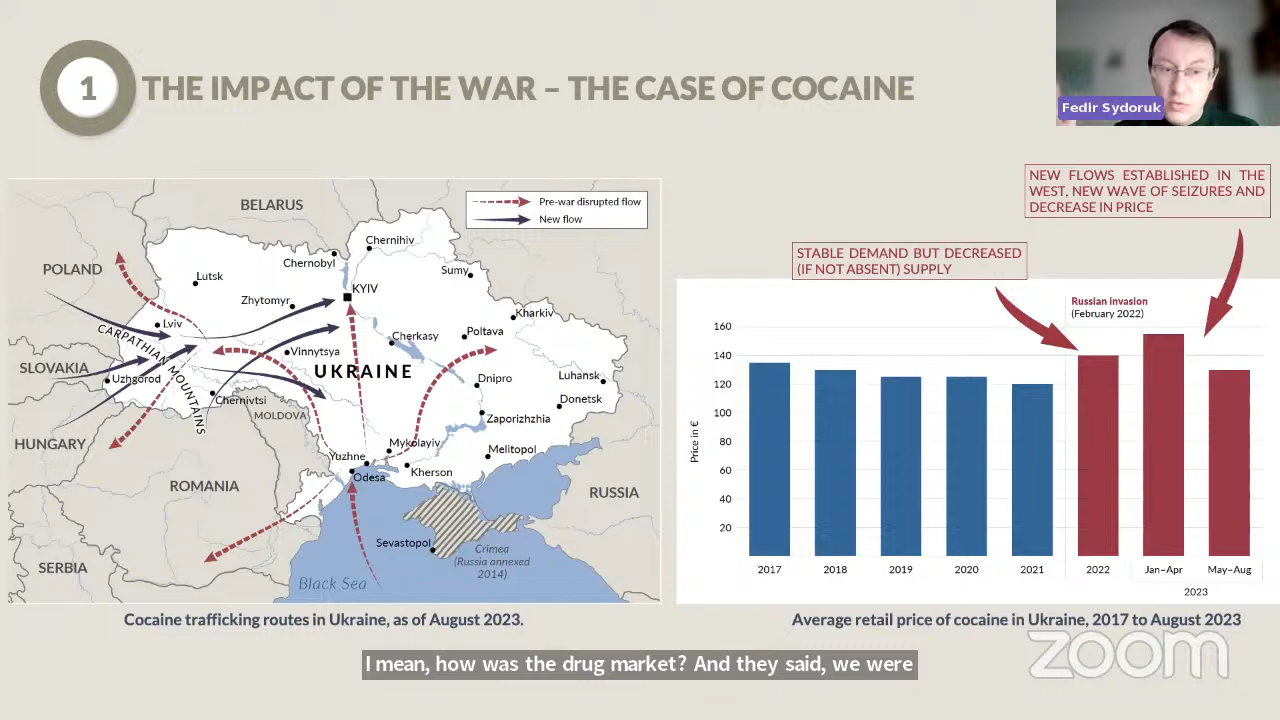 1
THE IMPACT OF THE WAR – THE CASE OF COCAINE
Fedir Sydoruk
NEW FLOWS ESTABLISHED IN THE
WEST, NEW WAVE OF SEIZURES AND
DECREASE IN PRICE
STABLE DEMAND BUT DECREASED
(IF NOT ABSENT) SUPPLY
Pre-war disrupted flow
New flow
BELARUS
POLAND
SLOVAKIA
HUNGARY
ROMANIA
SERBIA
MOLDOVA
RUSSIA
UKRAINE
CARPATHIAN MOUNTAINS
Chernihiv
Chernobyl
Lutsk
Sumy
KYIV
Zhytomyr
Kharkiv
Lviv
Cherkasy
Poltava
Vinnytsya
Uzhgorod
Chernivtsi
Dnipro
Luhansk
Donetsk
Zaporizhzhia
Mykolayiv
Yuzhne
Melitopol
Kherson
Odesa
Sevastopol
Crimea
(Russia annexed
2014)
Black Sea
Cocaine trafficking routes in Ukraine, as of August 2023.
Russian invasion
(February 2022)
Price in €
160
140
120
100
80
60
40
20
2017
2018
2019
2020
2021
2022
Jan–Apr
May–Aug
2023
Average retail price of cocaine in Ukraine, 2017 to August 2023
zoom
I mean, how was the drug market? And they said, we were